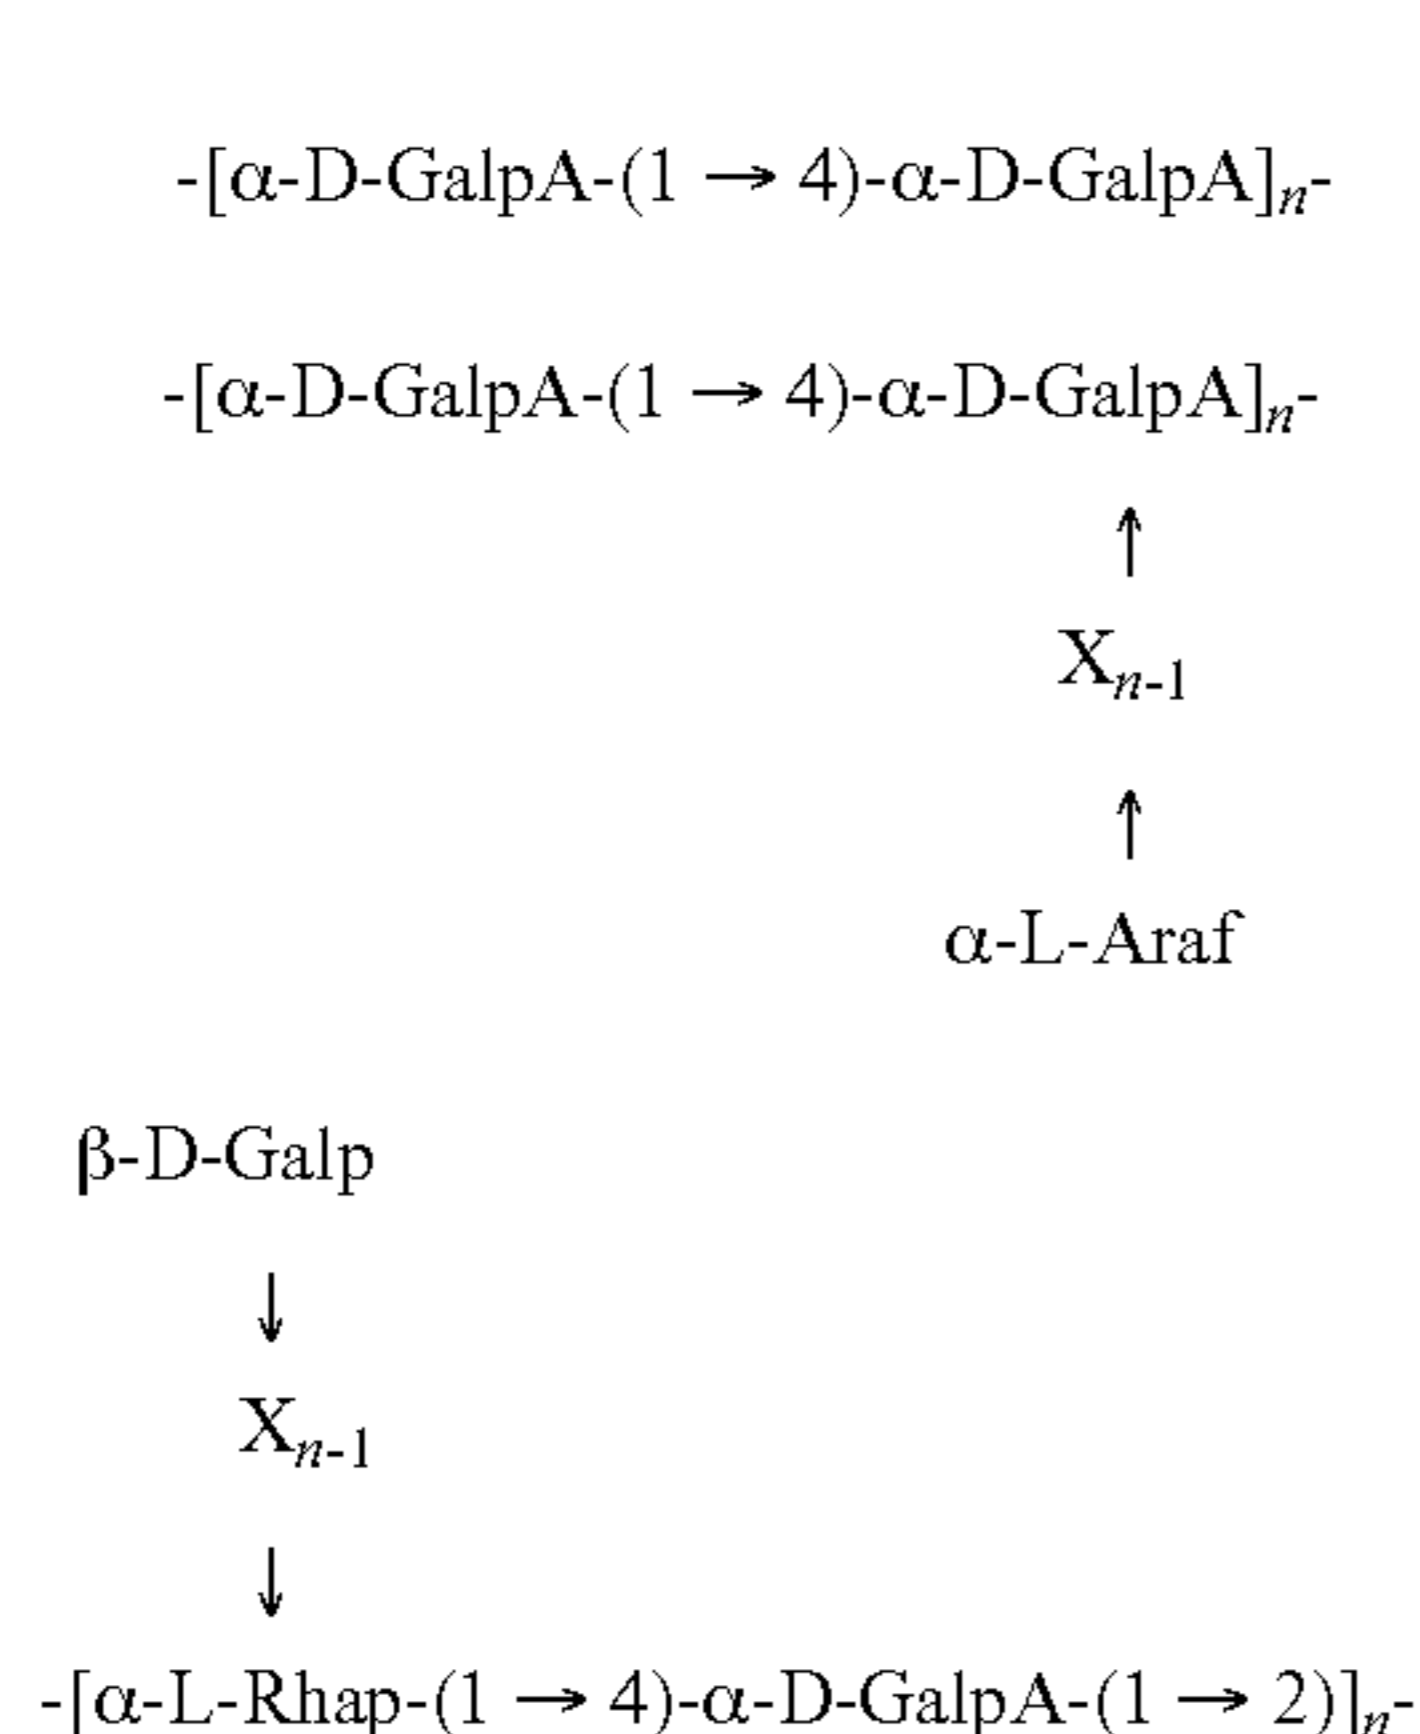 -[α-D-GalpA-(1 → 4)-α-D-GalpA]n-
-[α-D-GalpA-(1 → 4)-α-D-GalpA]n-
↑
Xn-1
↑
α-L-Araf
β-D-Galp
↓
Xn-1
↓
-[α-L-Rhap-(1 → 4)-α-D-GalpA-(1 → 2)]n-